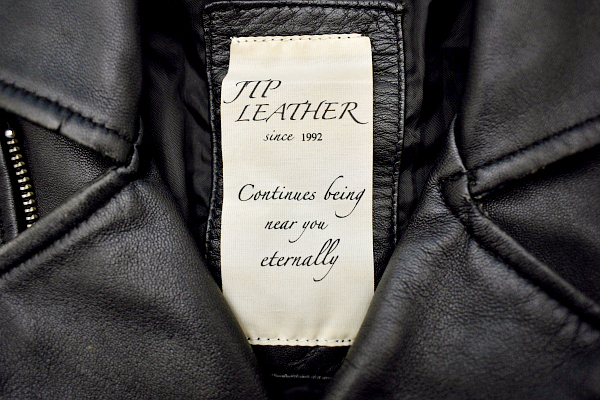 JIP
LEATHER
since 1992
Continues being
near you
eternally